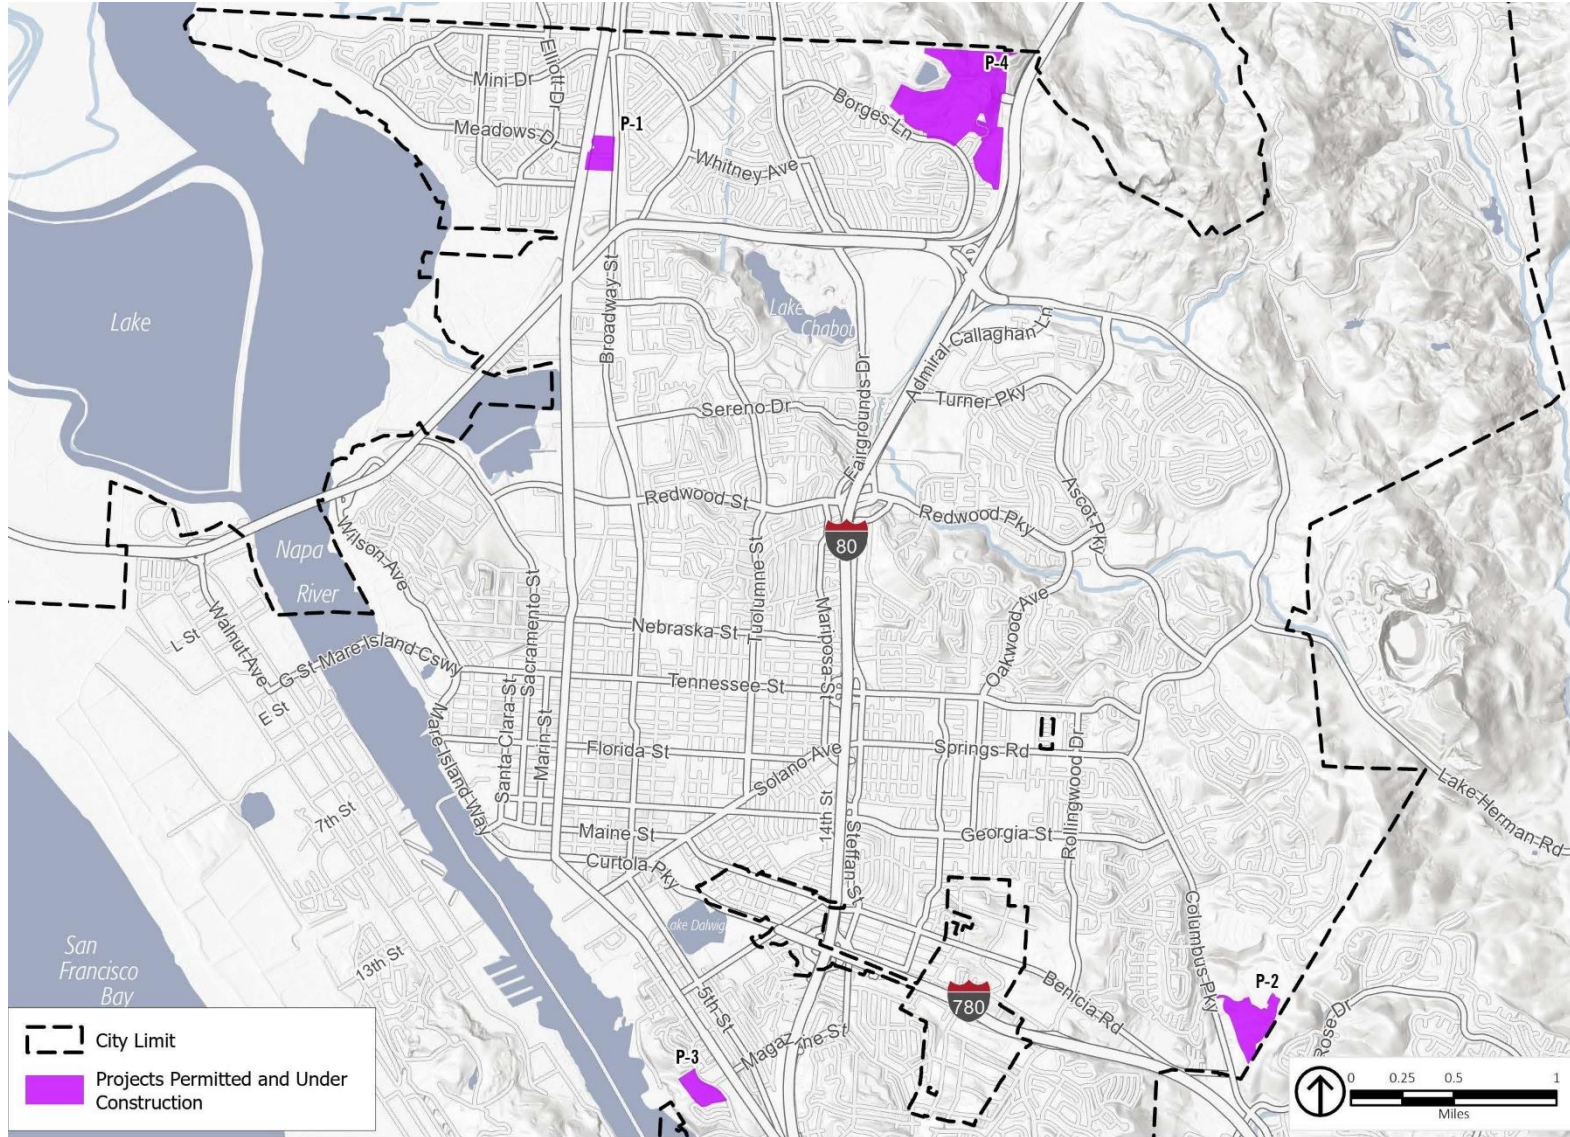 Elliott Dr
Mini Dr
Meadows D
P-1
P-4
Borges Ln
Whitney Ave
Lake
Broadway St
Lake
Chabot
Admiral Callaghan Ln
Fairgrounds Dr
Turner Pky
Sereno Dr
Redwood St
Redwood Pky
Ascot Pky
80
Wilson Ave
Napa
River
Walnut Ave
L St
G St
Mare Island Cswy
E St
Sacramento St
Nebraska St
Tuolumne St
Mariposa St
Oakwood Ave
Tennessee St
Santa Clara St
Marin St
Mare Island Way
Florida St
Solano Ave
Springs Rd
Rollingwood Dr
Lake Herman Rd
7th St
Maine St
14th St
Steffan St
Georgia St
Curtola Pky
Lake Dalwig
Columbus Pky
San
Francisco
Bay
13th St
5th St
780
Benicia Rd
P-2
Rose Dr
Magaz ne St
P-3
City Limit
Projects Permitted and Under
Construction
0 0.25 0.5 1
Miles